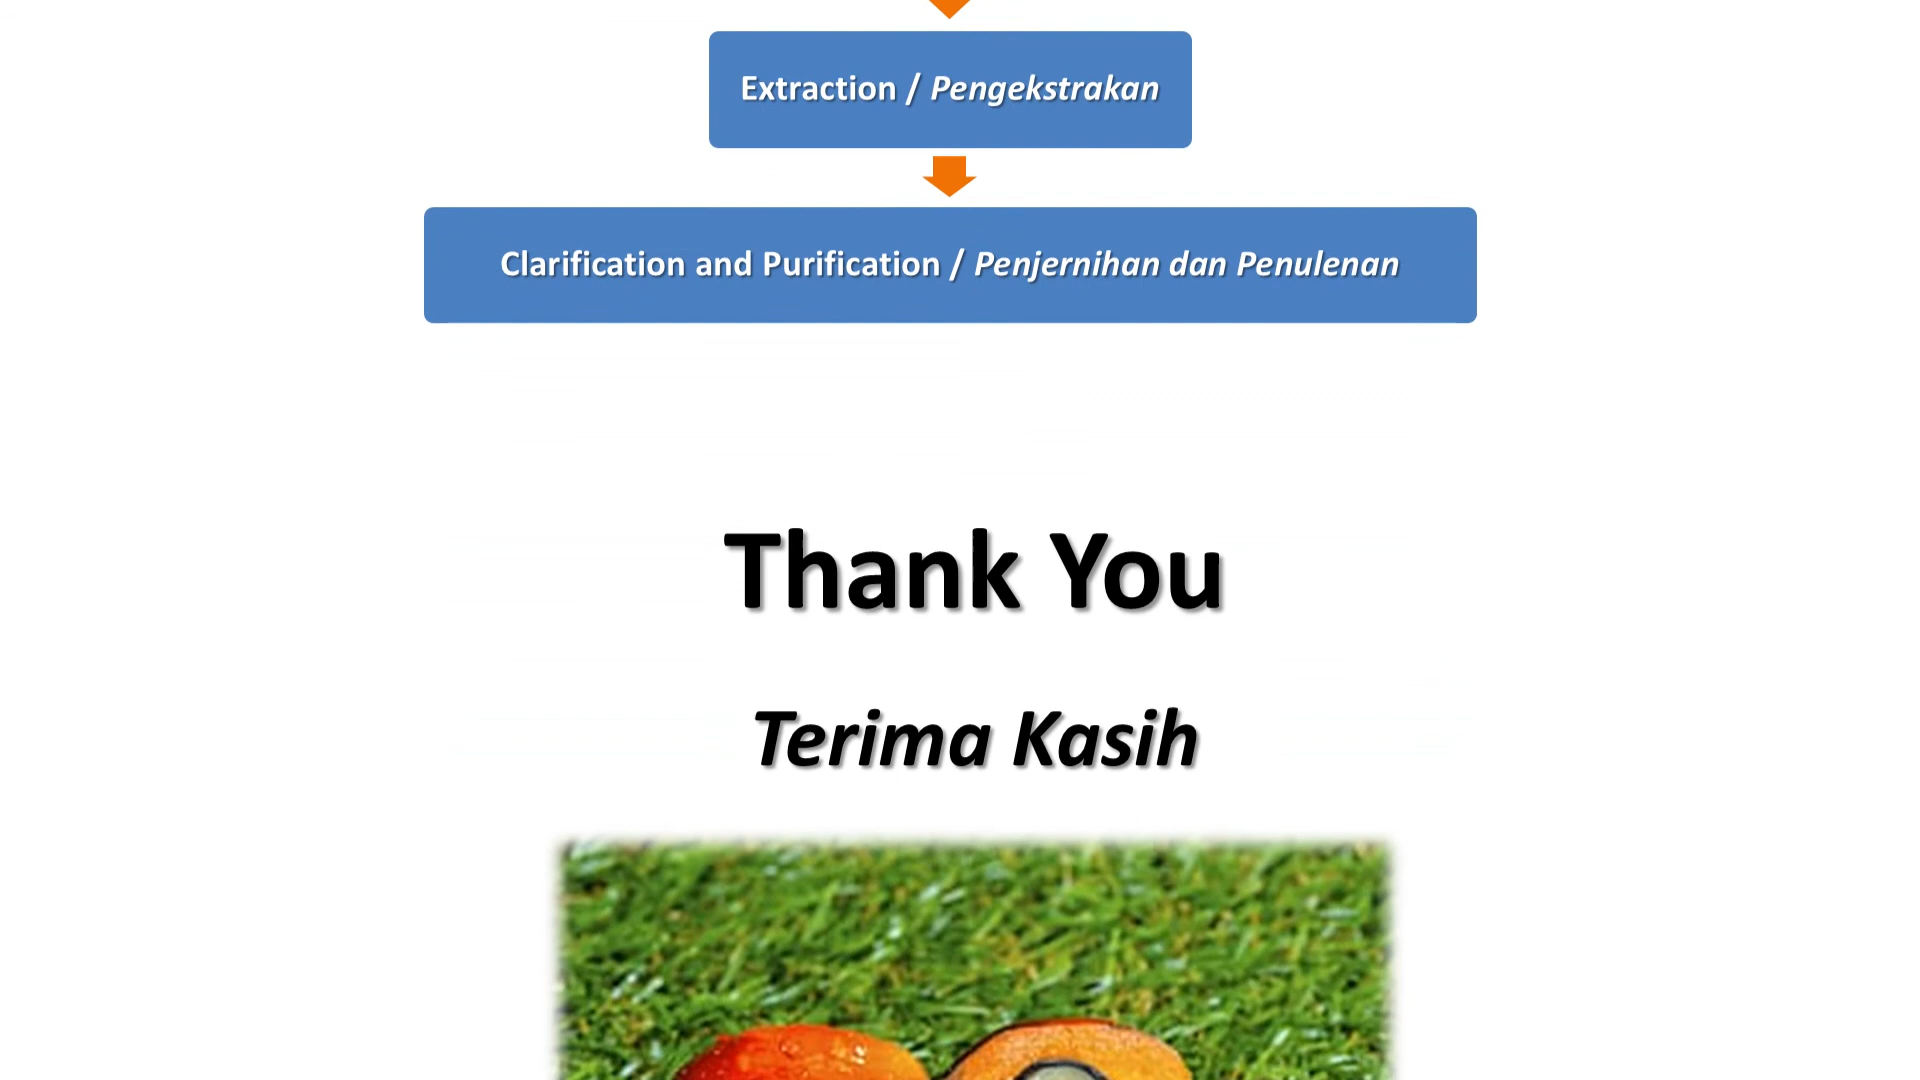 Extraction / Pengekstrakan
Clarification and Purification / Penjernihan dan Penulenan
Thank You
Terima Kasih